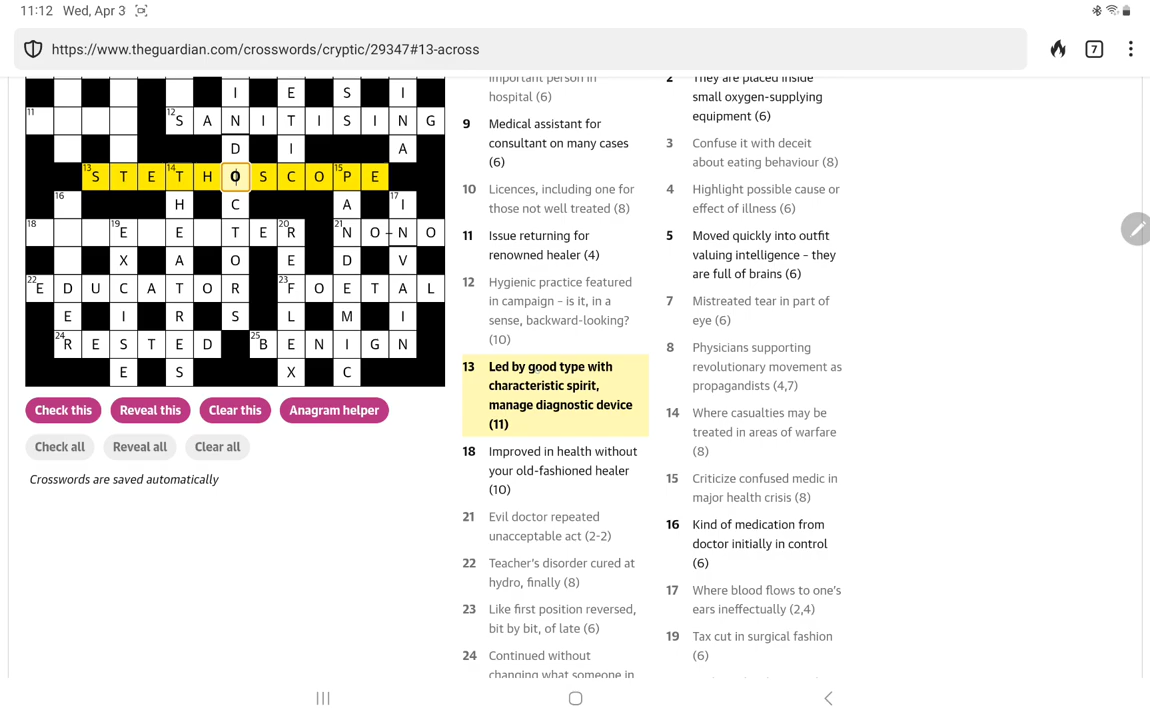 11:12 Wed, Apr 3
https://www.theguardian.com/crosswords/cryptic/29347#13-across
7
I E S I
11 12 S A N I T I S I N G
D I A
13 S T E 14 T H O S C O 15 P E
16 H C A 17 I
18 19 E E T E 20 R 21 N O - N O
X A O E D V
22 E D U C A T O R S 23 F O E T A L
E I R S L M I
24 R E S T E D 25 B E N I G N
E S X C
Check this Reveal this Clear this Anagram helper
Check all Reveal all Clear all
Crosswords are saved automatically
important person in
hospital (6)
9 Medical assistant for
consultant on many cases
(6)
10 Licences, including one for
those not well treated (8)
11 Issue returning for
renowned healer (4)
12 Hygienic practice featured
in campaign – is it, in a
sense, backward-looking?
(10)
13 Led by good type with
characteristic spirit,
manage diagnostic device
(11)
18 Improved in health without
your old-fashioned healer
(10)
21 Evil doctor repeated
unacceptable act (2-2)
22 Teacher's disorder cured at
hydro, finally (8)
23 Like first position reversed,
bit by bit, of late (6)
24 Continued without
changing what someone in
2 They are placed inside
small oxygen-supplying
equipment (6)
3 Confuse it with deceit
about eating behaviour (8)
4 Highlight possible cause or
effect of illness (6)
5 Moved quickly into outfit
valuing intelligence – they
are full of brains (6)
7 Mistreated tear in part of
eye (6)
8 Physicians supporting
revolutionary movement as
propagandists (4,7)
14 Where casualties may be
treated in areas of warfare
(8)
15 Criticize confused medic in
major health crisis (8)
16 Kind of medication from
doctor initially in control
(6)
17 Where blood flows to one's
ears ineffectually (2,4)
19 Tax cut in surgical fashion
(6)